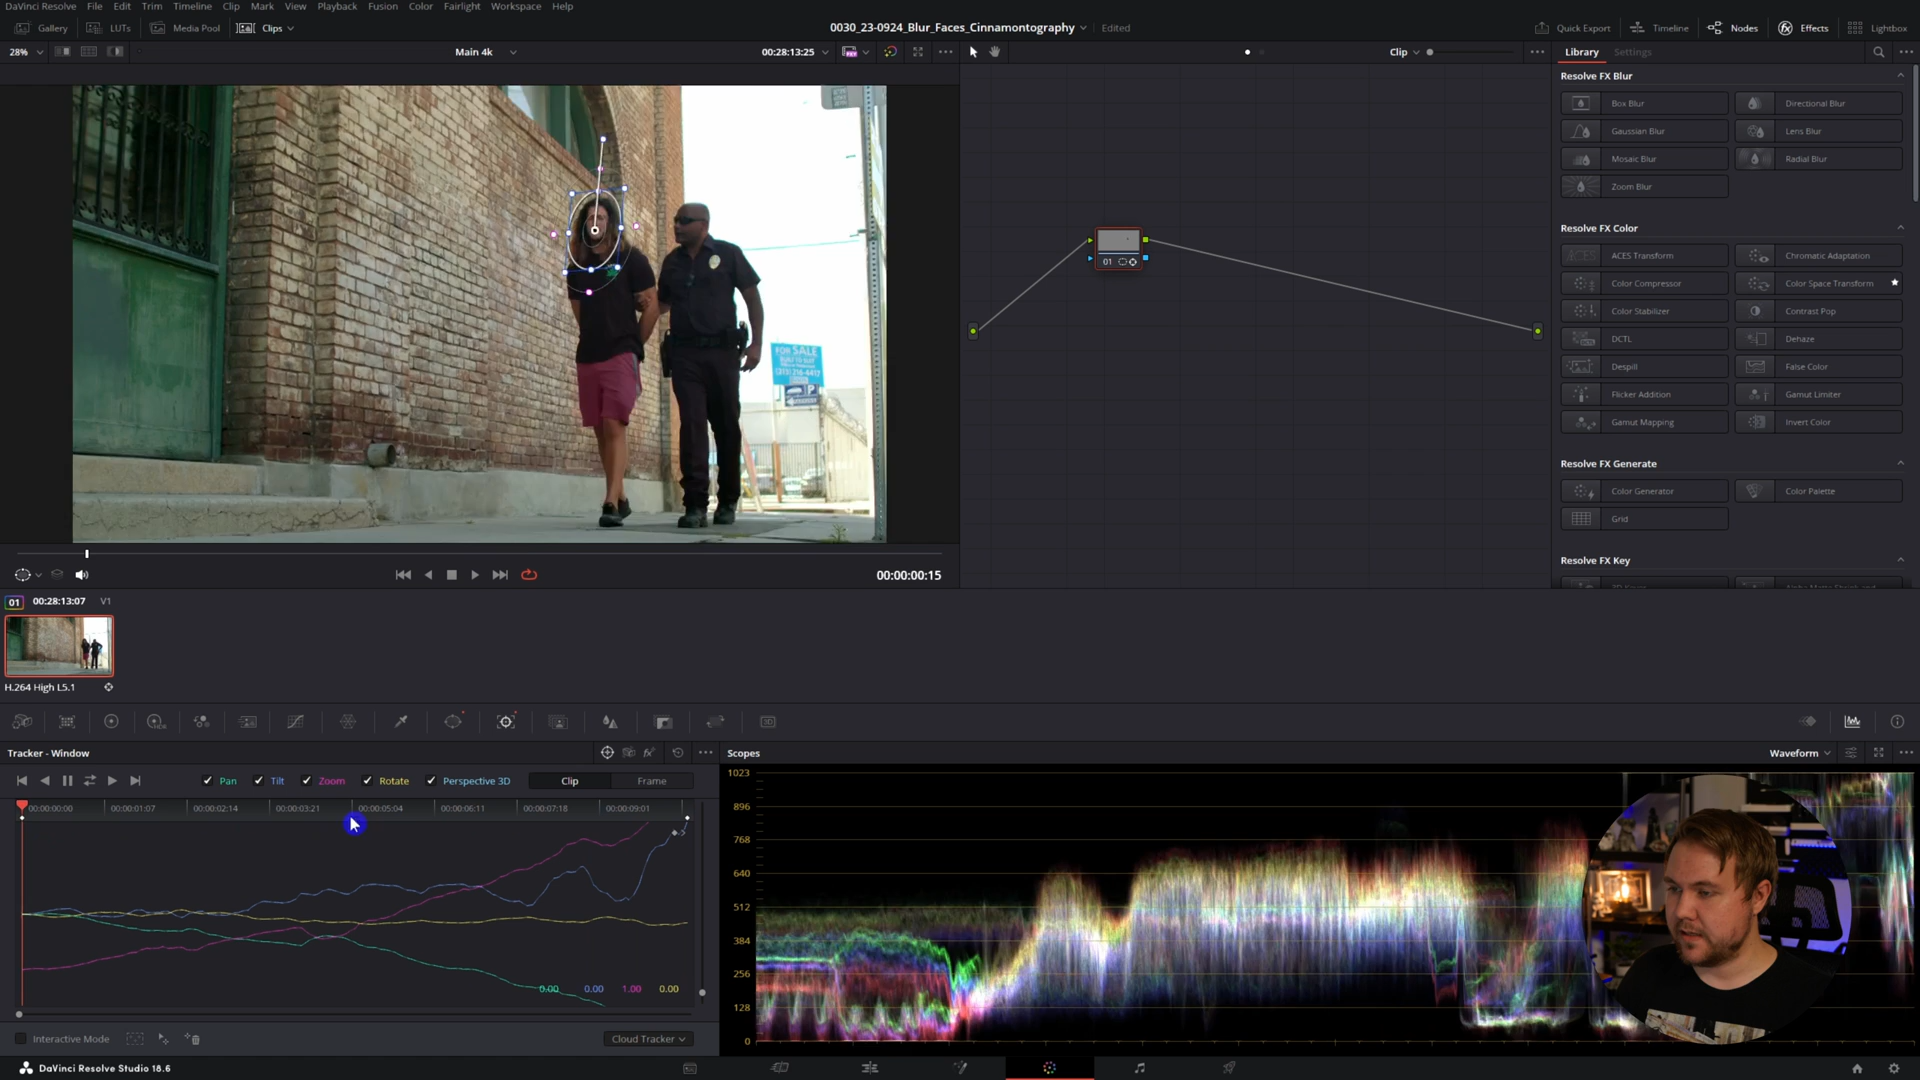 DaVinci Resolve File Edit Trim Timeline Clip Mark View Playback Fusion Color Fairlight Workspace Help
Gallery LUTs Media Pool Clips 0030_23-0924_Blur_Faces_Cinnamontography Edited Quick Export Timeline Nodes Effects Lightbox
28% Main 4k 00:28:13:25 Clip Library Settings
Resolve FX Blur
Box Blur Directional Blur
Gaussian Blur Lens Blur
Mosaic Blur Radial Blur
Zoom Blur
Resolve FX Color
ACES Transform Chromatic Adaptation
Color Compressor Color Space Transform
Color Stabilizer Contrast Pop
DCTL Dehaze
Despill False Color
Flicker Addition Gamut Limiter
Gamut Mapping Invert Color
Resolve FX Generate
Color Generator Color Palette
Grid
Resolve FX Key
01
FOR SALE
(213) 216-4417
P
00:00:00:15
01 00:28:13:07 V1
H.264 High L5.1
Tracker - Window
Pan Tilt Zoom Rotate Perspective 3D Clip Frame
00:00:00:00 00:00:01:07 00:00:02:14 00:00:03:21 00:00:05:04 00:00:06:11 00:00:07:18 00:00:09:01
0.00 0.00 1.00 0.00
Interactive Mode Cloud Tracker
Scopes Waveform
1023
896
768
640
512
384
256
128
0
DaVinci Resolve Studio 18.6